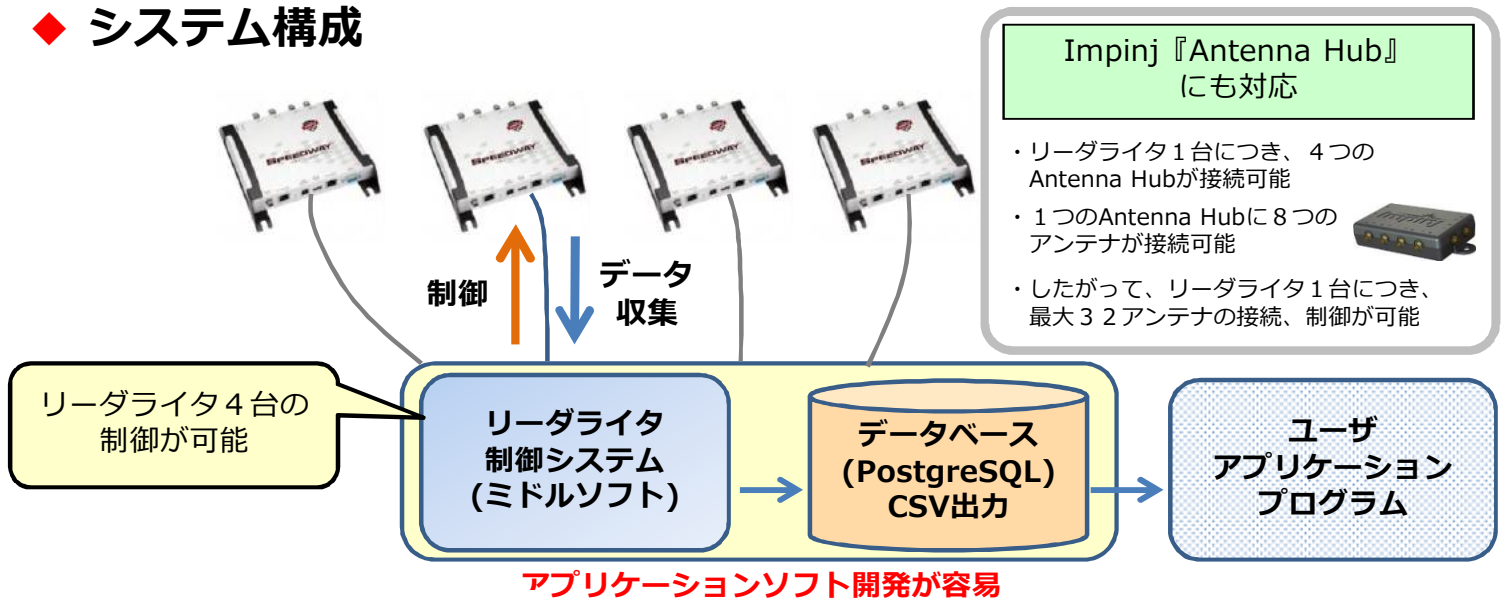 ◆ システム構成
SPEEDWAY
SPEEDWAY
SPEEDWAY
SPEEDWAY
Impinj『Antenna Hub』
にも対応
・リーダライタ１台につき、４つの
Antenna Hubが接続可能
・１つのAntenna Hubに８つの
アンテナが接続可能
impinj
・したがって、リーダライタ１台につき、
最大３２アンテナの接続、制御が可能
制御
データ
収集
リーダライタ４台の
制御が可能
リーダライタ
制御システム
(ミドルソフト)
データベース
(PostgreSQL)
CSV出力
ユーザ
アプリケーション
プログラム
アプリケーションソフト開発が容易